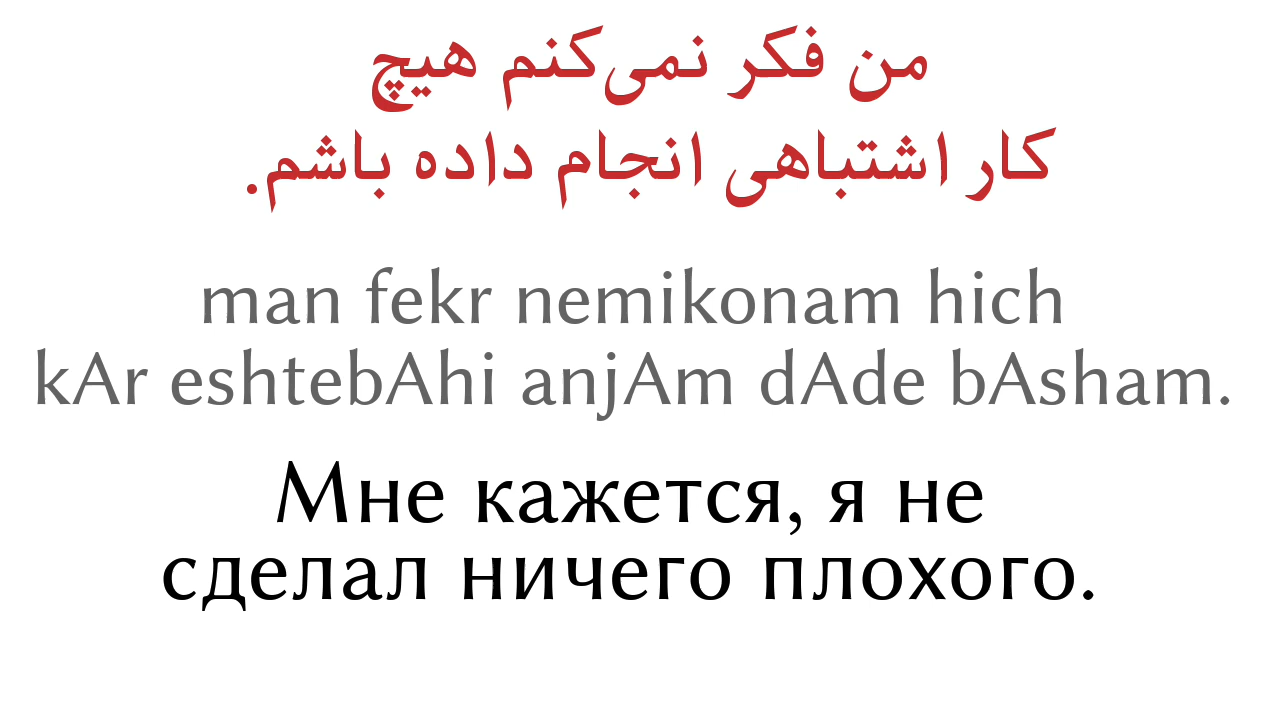 من فکر نمی‌کنم هیچ
کار اشتباهی انجام داده باشم.
man fekr nemikonam hich
kAr eshtebAhi anjAm dAde bAsham.
Мне кажется, я не
сделал ничего плохого.